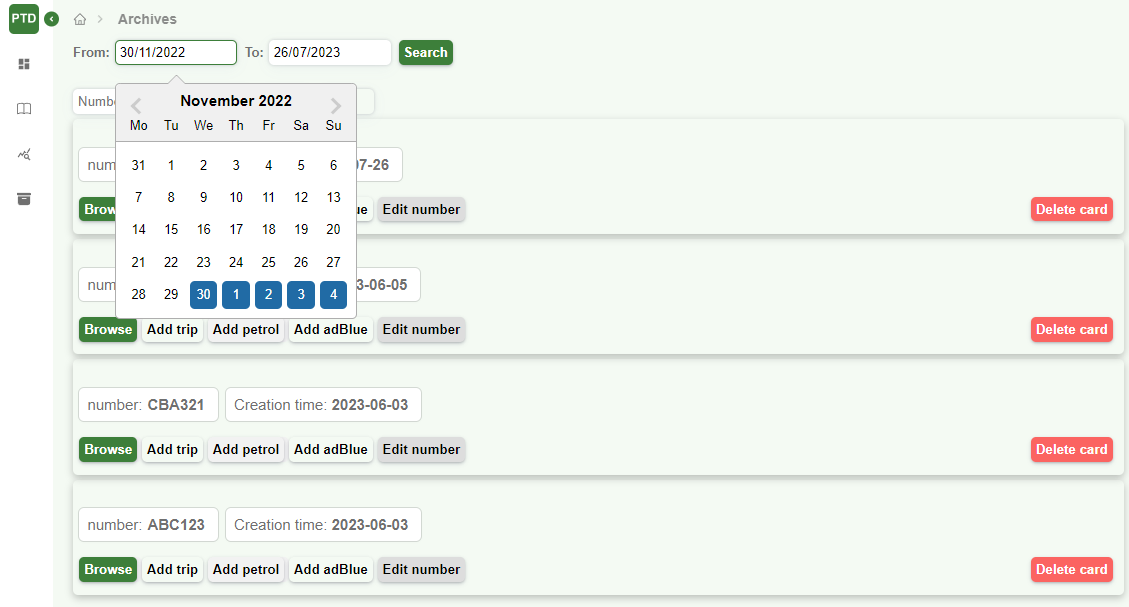 PTD
Archives
From: 30/11/2022 To: 26/07/2023 Search
Numbe
November 2022
Mo Tu We Th Fr Sa Su
31 1 2 3 4 5 6
7 8 9 10 11 12 13
14 15 16 17 18 19 20
21 22 23 24 25 26 27
28 29 30 1 2 3 4
num 07-26
Brow ue Edit number Delete card
num 3-06-05
Browse Add trip Add petrol Add adBlue Edit number Delete card
number: CBA321 Creation time: 2023-06-03
Browse Add trip Add petrol Add adBlue Edit number Delete card
number: ABC123 Creation time: 2023-06-03
Browse Add trip Add petrol Add adBlue Edit number Delete card